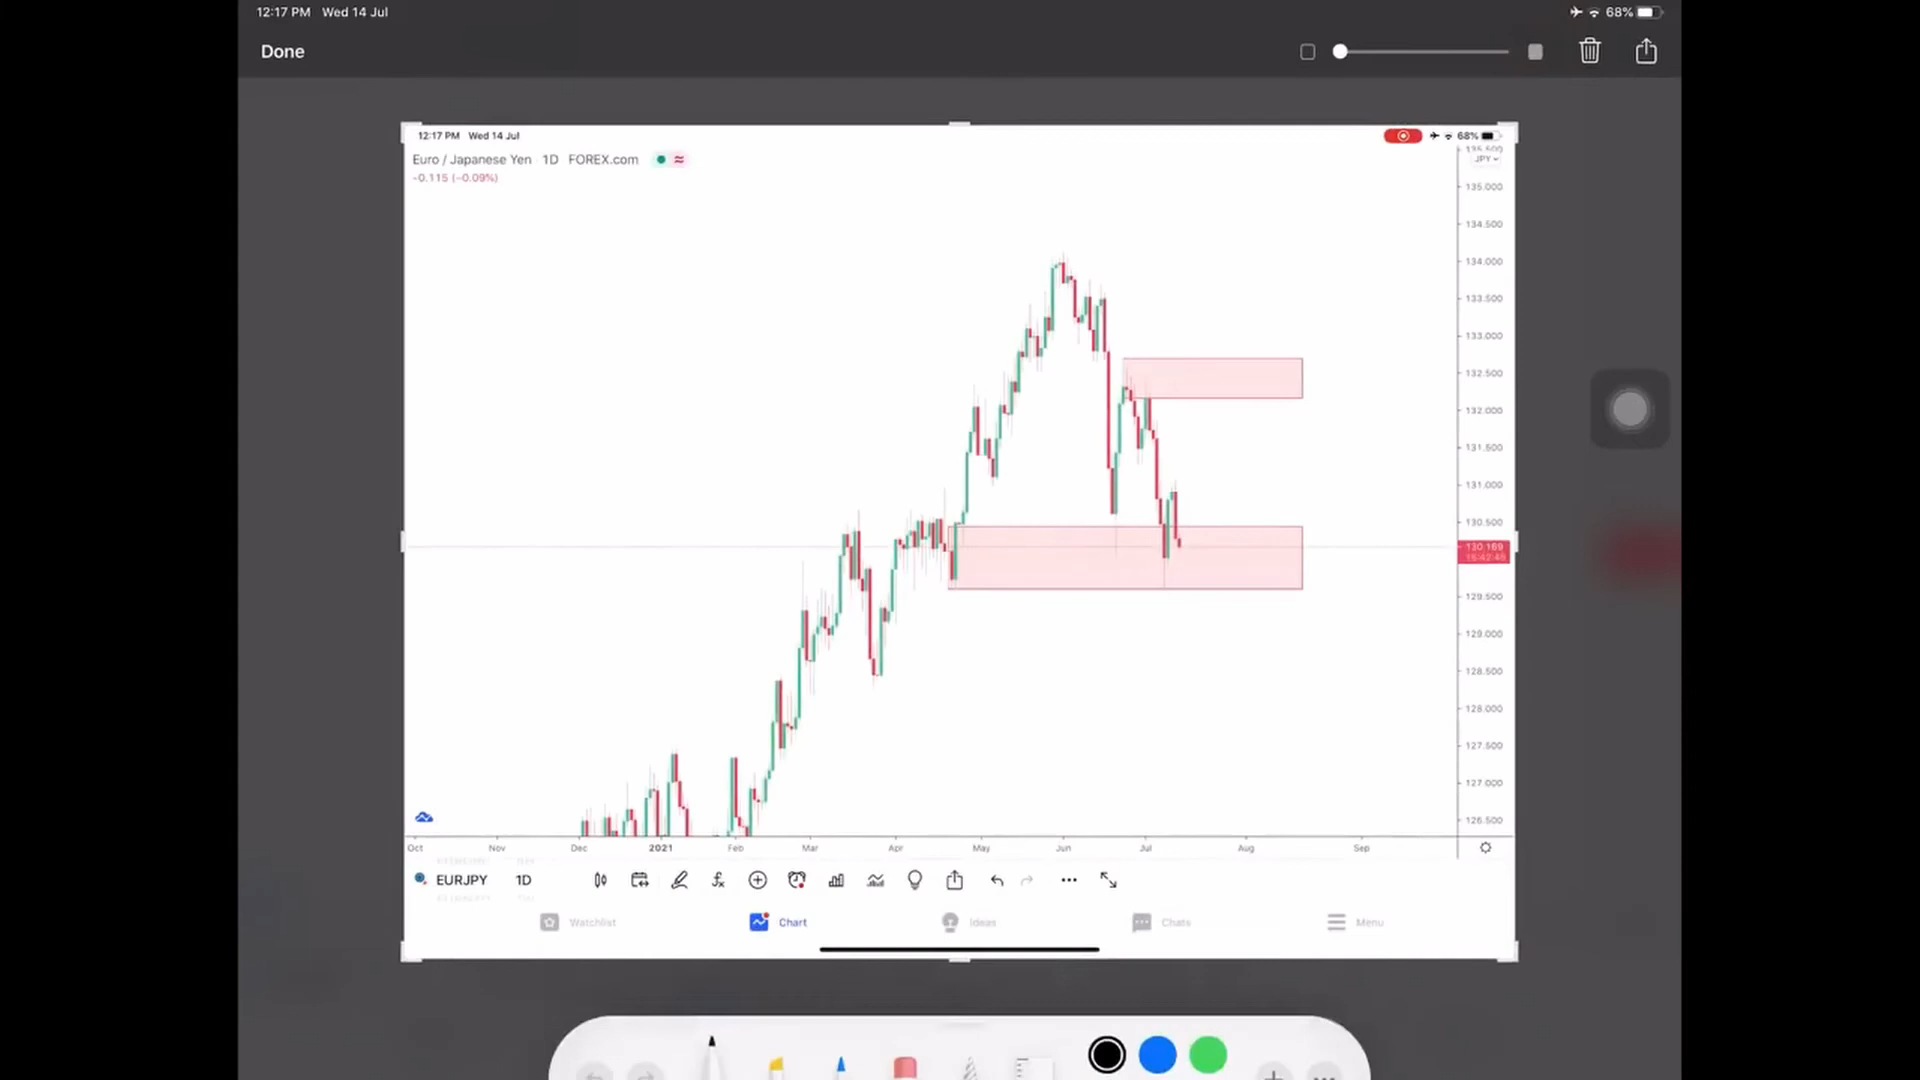 12:17 PM Wed 14 Jul
68%
Done
12:17 PM Wed 14 Jul
68%
Euro / Japanese Yen 1D FOREX.com
−0.115 (−0.09%)
JPY
135.000
134.500
134.000
133.500
133.000
132.500
132.000
131.500
131.000
130.500
130.169
129.500
129.000
128.500
128.000
127.500
127.000
126.500
Oct Nov Dec 2021 Feb Mar Apr May Jun Jul Aug Sep
EURJPY 1D
Watchlist Chart Ideas Chats Menu